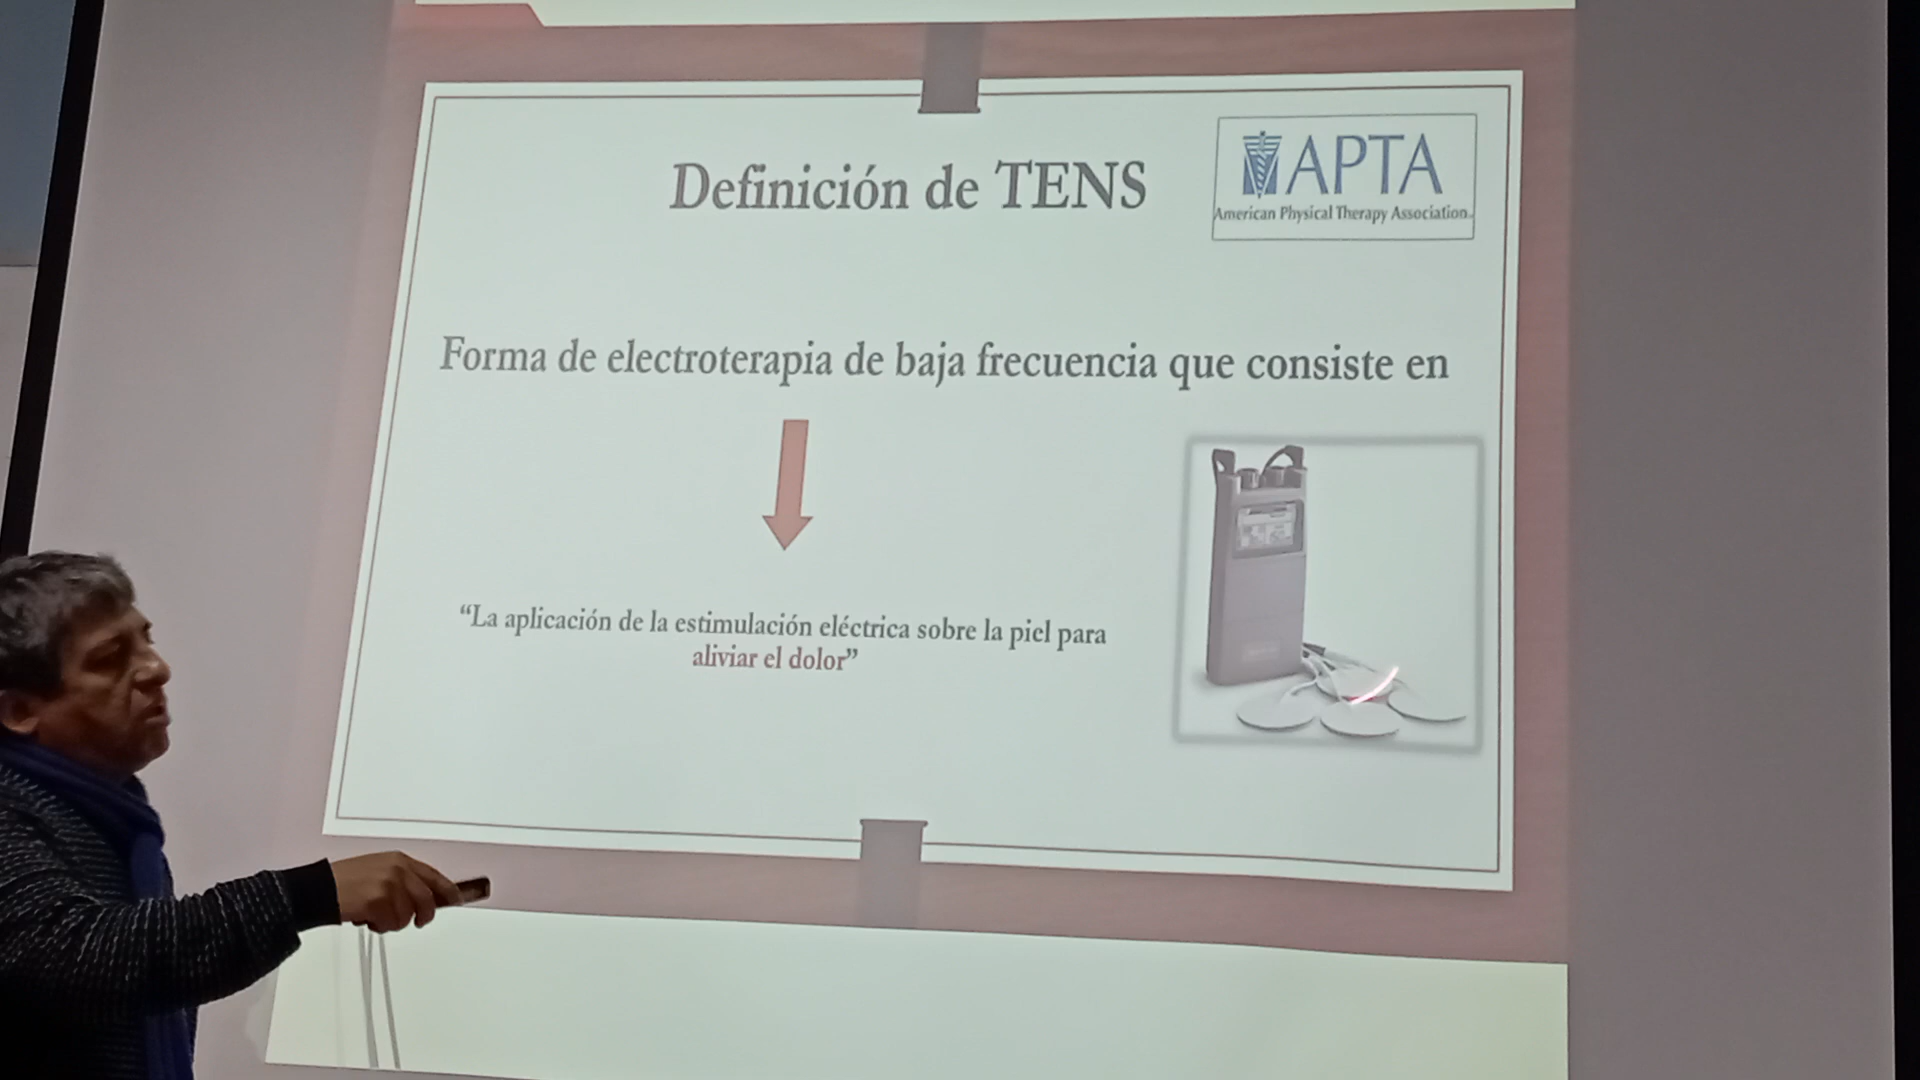 Definición de TENS
APTA
American Physical Therapy Association.
Forma de electroterapia de baja frecuencia que consiste en
“La aplicación de la estimulación eléctrica sobre la piel para
aliviar el dolor”